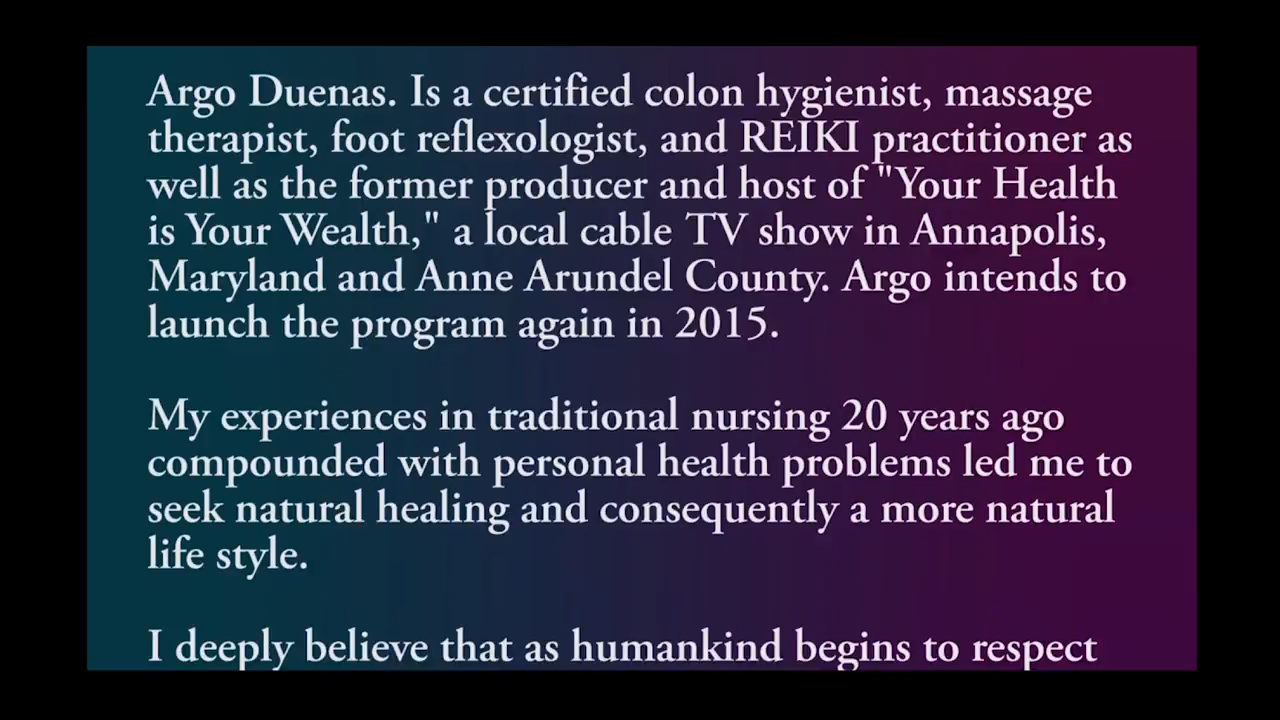 Argo Duenas. Is a certified colon hygienist, massage
therapist, foot reflexologist, and REIKI practitioner as
well as the former producer and host of "Your Health
is Your Wealth," a local cable TV show in Annapolis,
Maryland and Anne Arundel County. Argo intends to
launch the program again in 2015.
My experiences in traditional nursing 20 years ago
compounded with personal health problems led me to
seek natural healing and consequently a more natural
life style.
I deeply believe that as humankind begins to respect